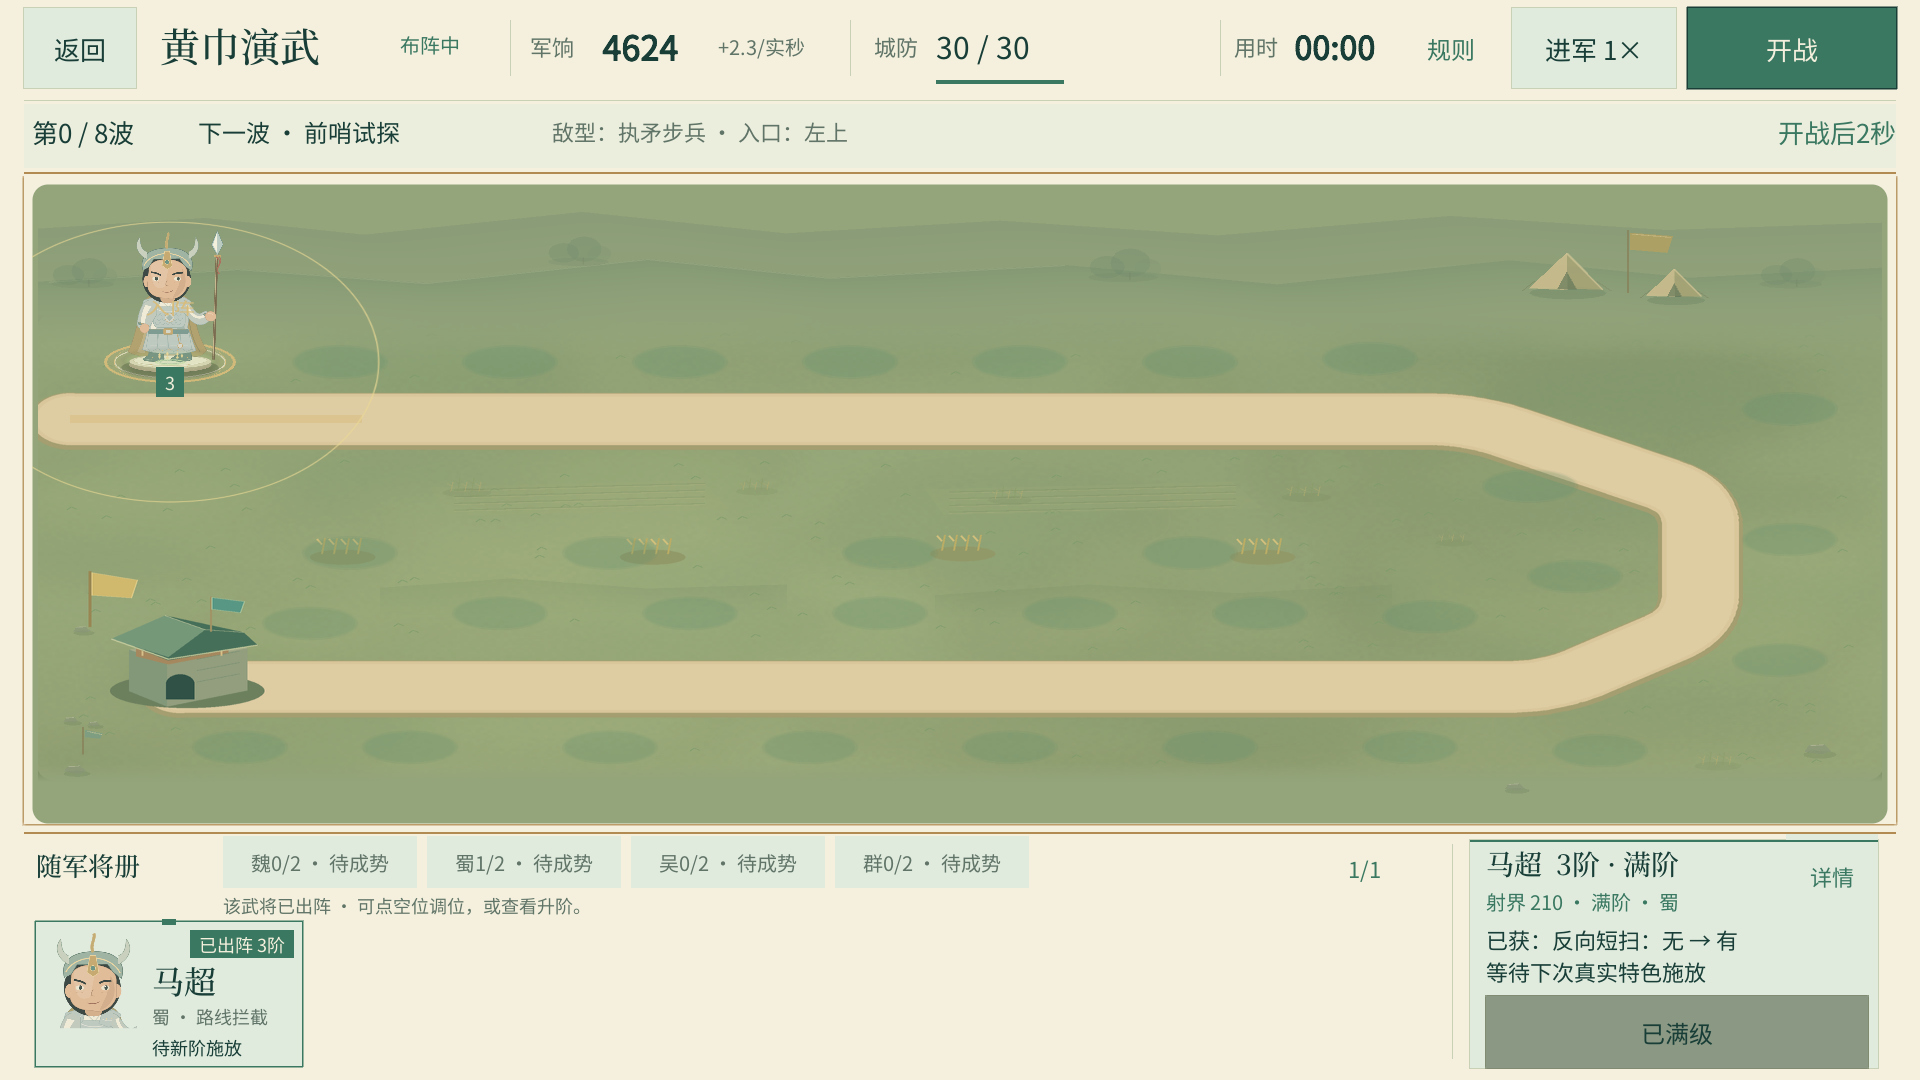 返回
黄巾演武
布阵中
军饷 4624 +2.3/实秒
城防 30 / 30
用时 00:00
规则
进军 1×
开战
第0 / 8波
下一波 · 前哨试探
敌型：执矛步兵 · 入口：左上
开战后2秒
3
随军将册
魏0/2 · 待成势
蜀1/2 · 待成势
吴0/2 · 待成势
群0/2 · 待成势
1/1
该武将已出阵 · 可点空位调位，或查看升阶。
已出阵 3阶
马超
蜀 · 路线拦截
待新阶施放
马超 3阶 · 满阶
详情
射界 210 · 满阶 · 蜀
已获：反向短扫：无 → 有
等待下次真实特色施放
已满级